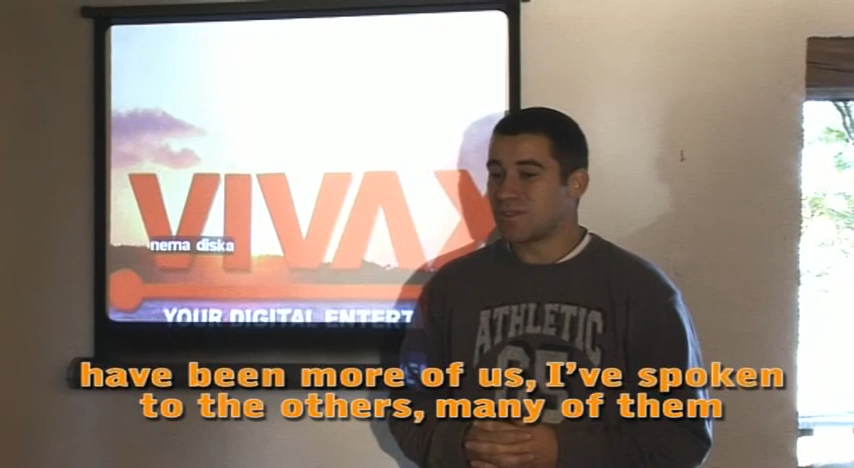 VIVAX
nema diska
YOUR DIGITAL ENTERT
ATHLETIC
have been more of us, I've spoken
to the others, many of them